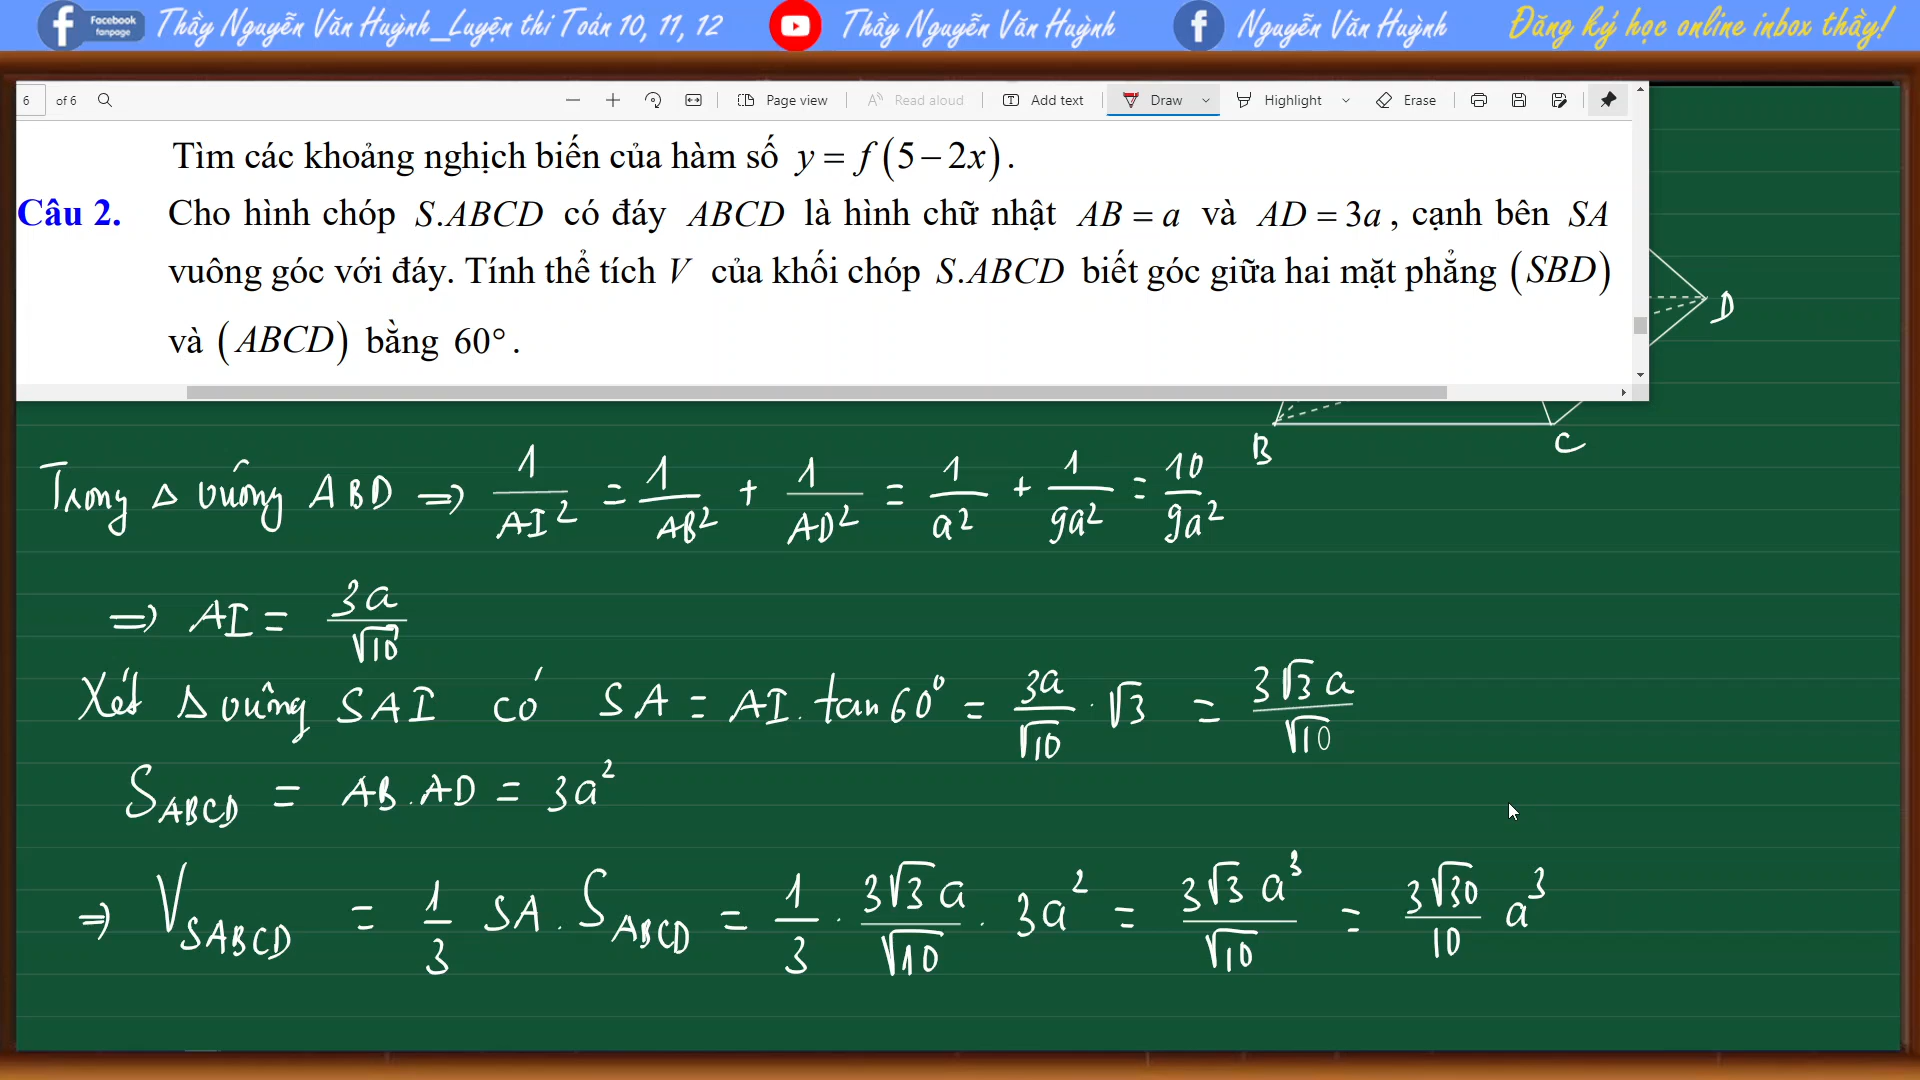 Facebook fanpage Thầy Nguyễn Văn Huỳnh_Luyện thi Toán 10, 11, 12 Thầy Nguyễn Văn Huỳnh Nguyễn Văn Huỳnh Đăng ký học online inbox thầy!
6 of 6 Page view Read aloud Add text Draw Highlight Erase
Tìm các khoảng nghịch biến của hàm số y = f(5−2x).
Câu 2. Cho hình chóp S.ABCD có đáy ABCD là hình chữ nhật AB = a và AD = 3a, cạnh bên SA
vuông góc với đáy. Tính thể tích V của khối chóp S.ABCD biết góc giữa hai mặt phẳng (SBD)
và (ABCD) bằng 60°.
D
B C
Trong Δ vuông ABD ⇒ 1/AI² = 1/AB² + 1/AD² = 1/a² + 1/9a² = 10/9a²
⇒ AI = 3a/√10
Xét Δ vuông SAI có SA = AI.tan60⁰ = 3a/√10 · √3 = 3√3a/√10
S_ABCD = AB.AD = 3a²
⇒ V_SABCD = 1/3 SA.S_ABCD = 1/3 · 3√3a/√10 · 3a² = 3√3a³/√10 = 3√30/10 a³